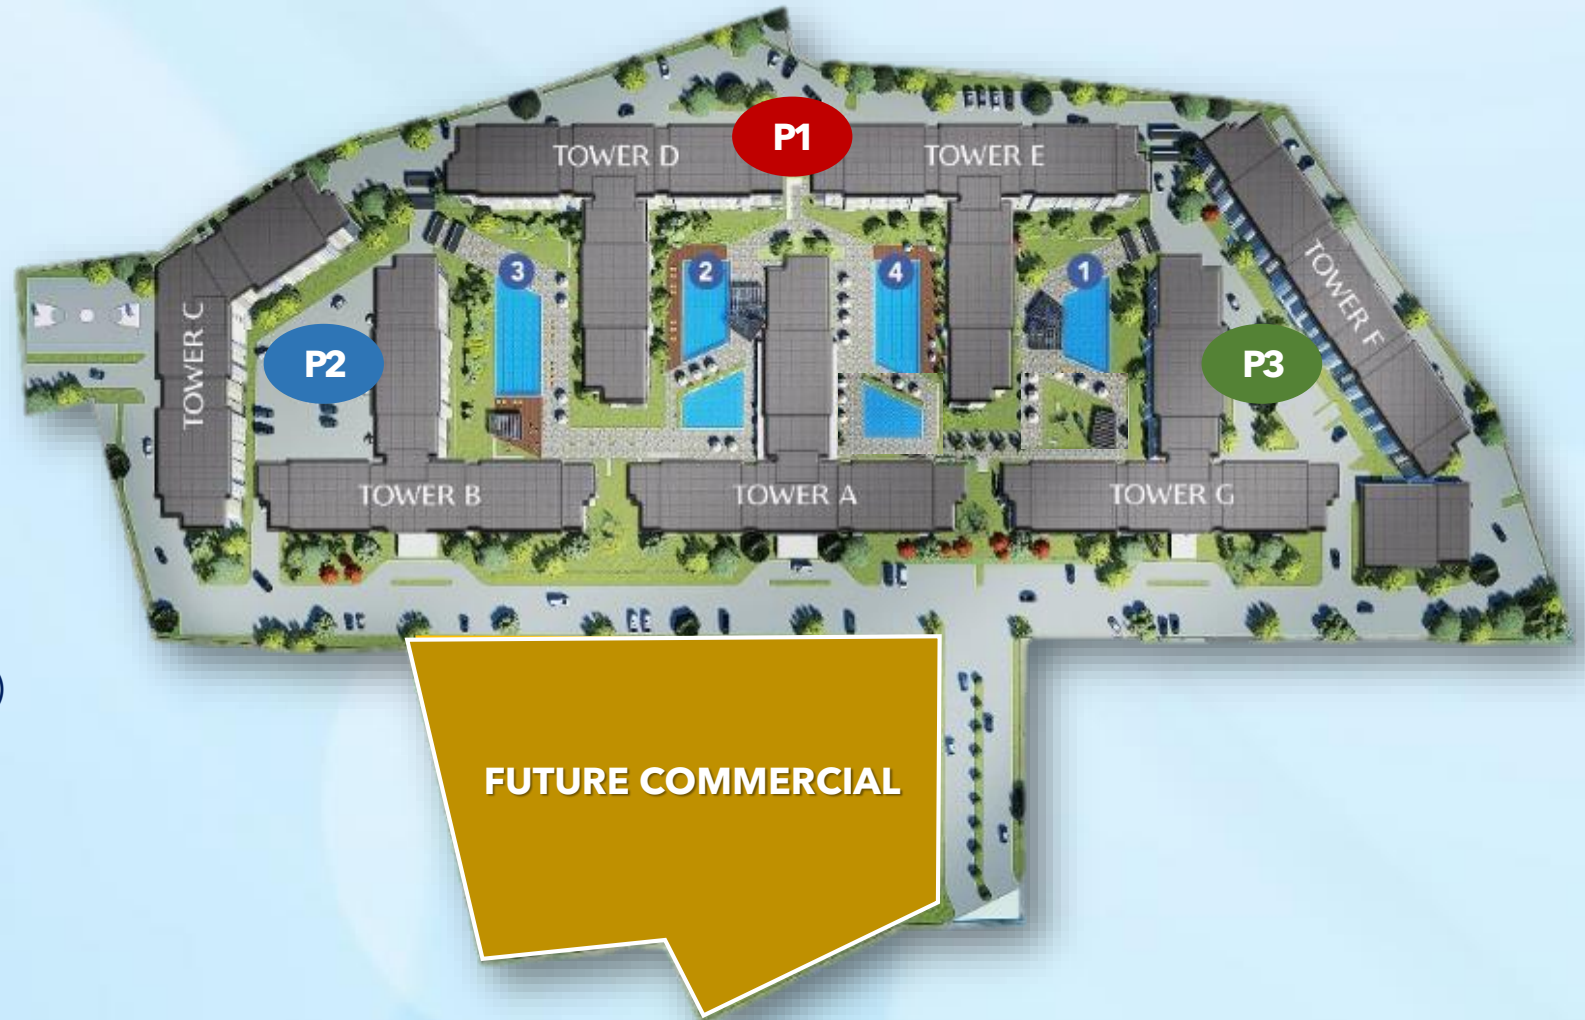 P1
TOWER D
TOWER E
3
2
4
1
TOWER C
P2
P3
TOWER F
TOWER B
TOWER A
TOWER G
)
FUTURE COMMERCIAL